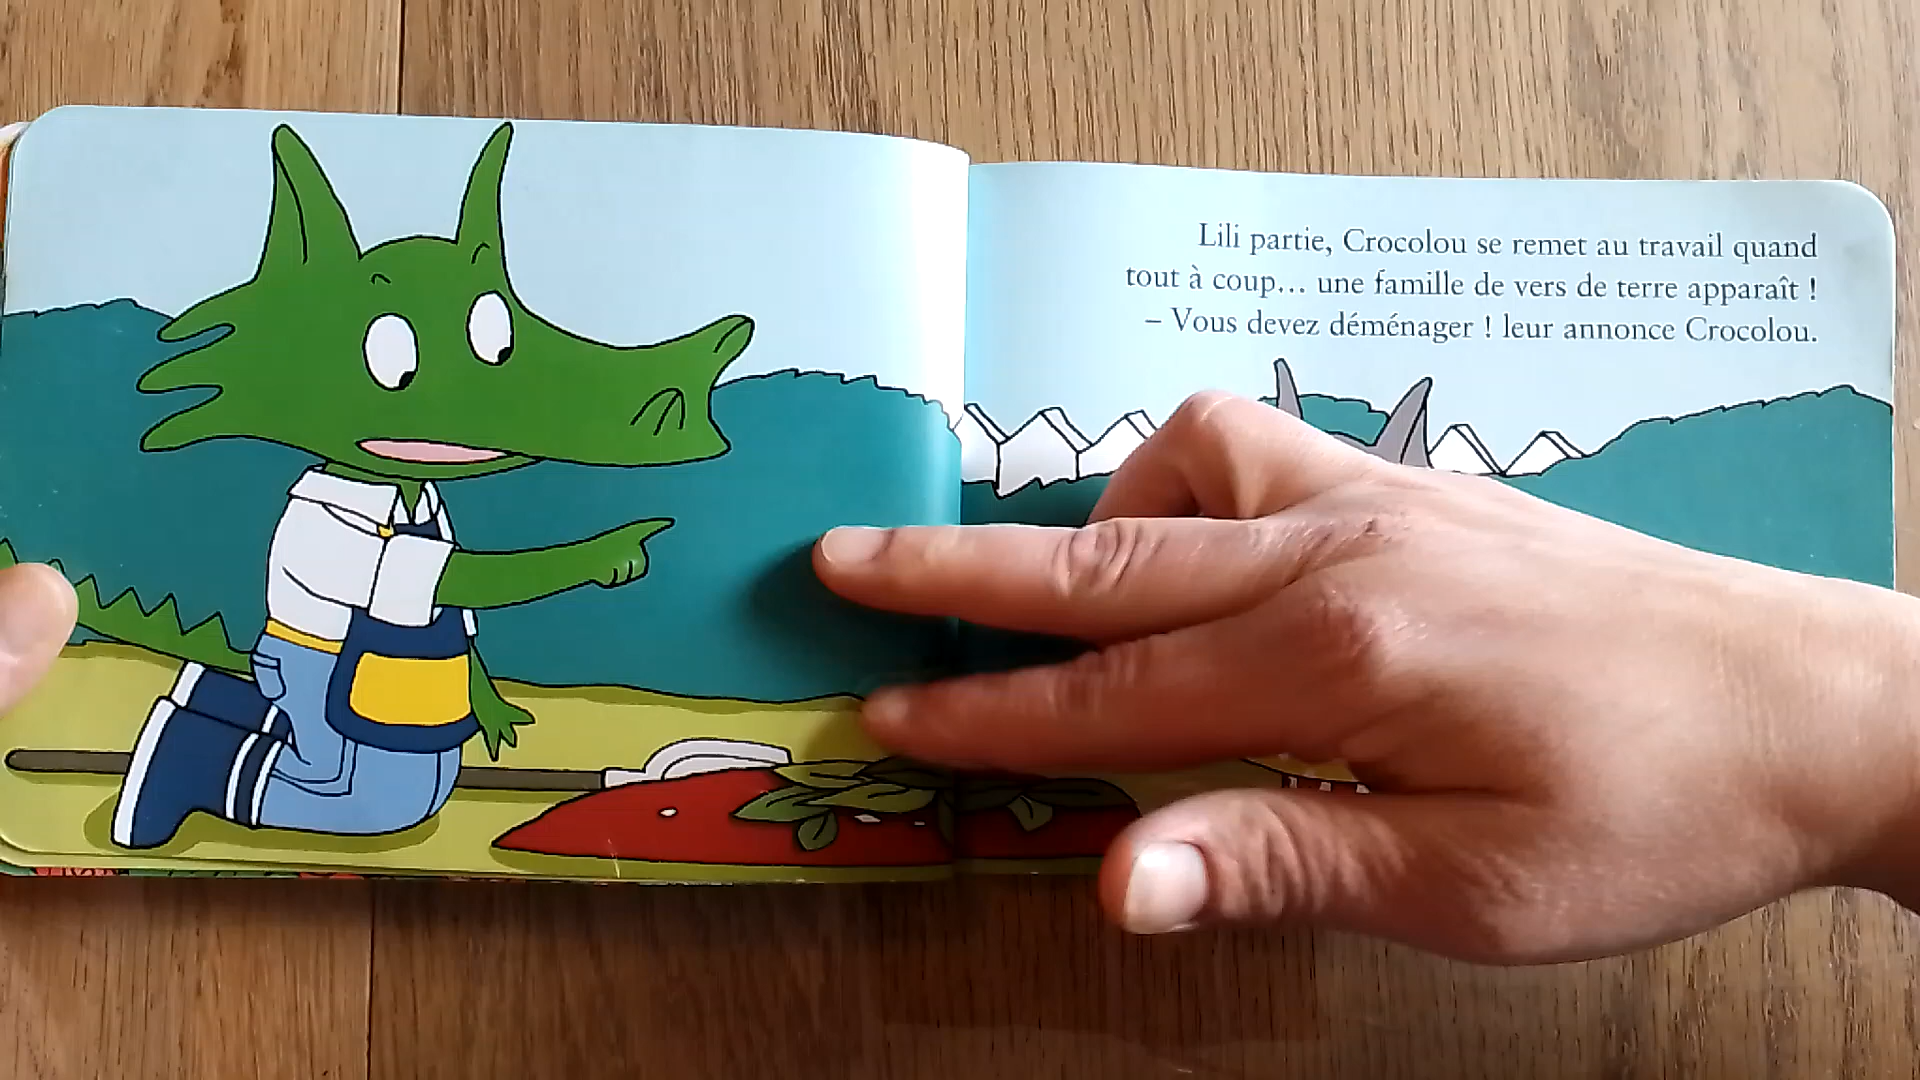 Lili partie, Crocolou se remet au travail quand
tout à coup... une famille de vers de terre apparaît !
– Vous devez déménager ! leur annonce Crocolou.